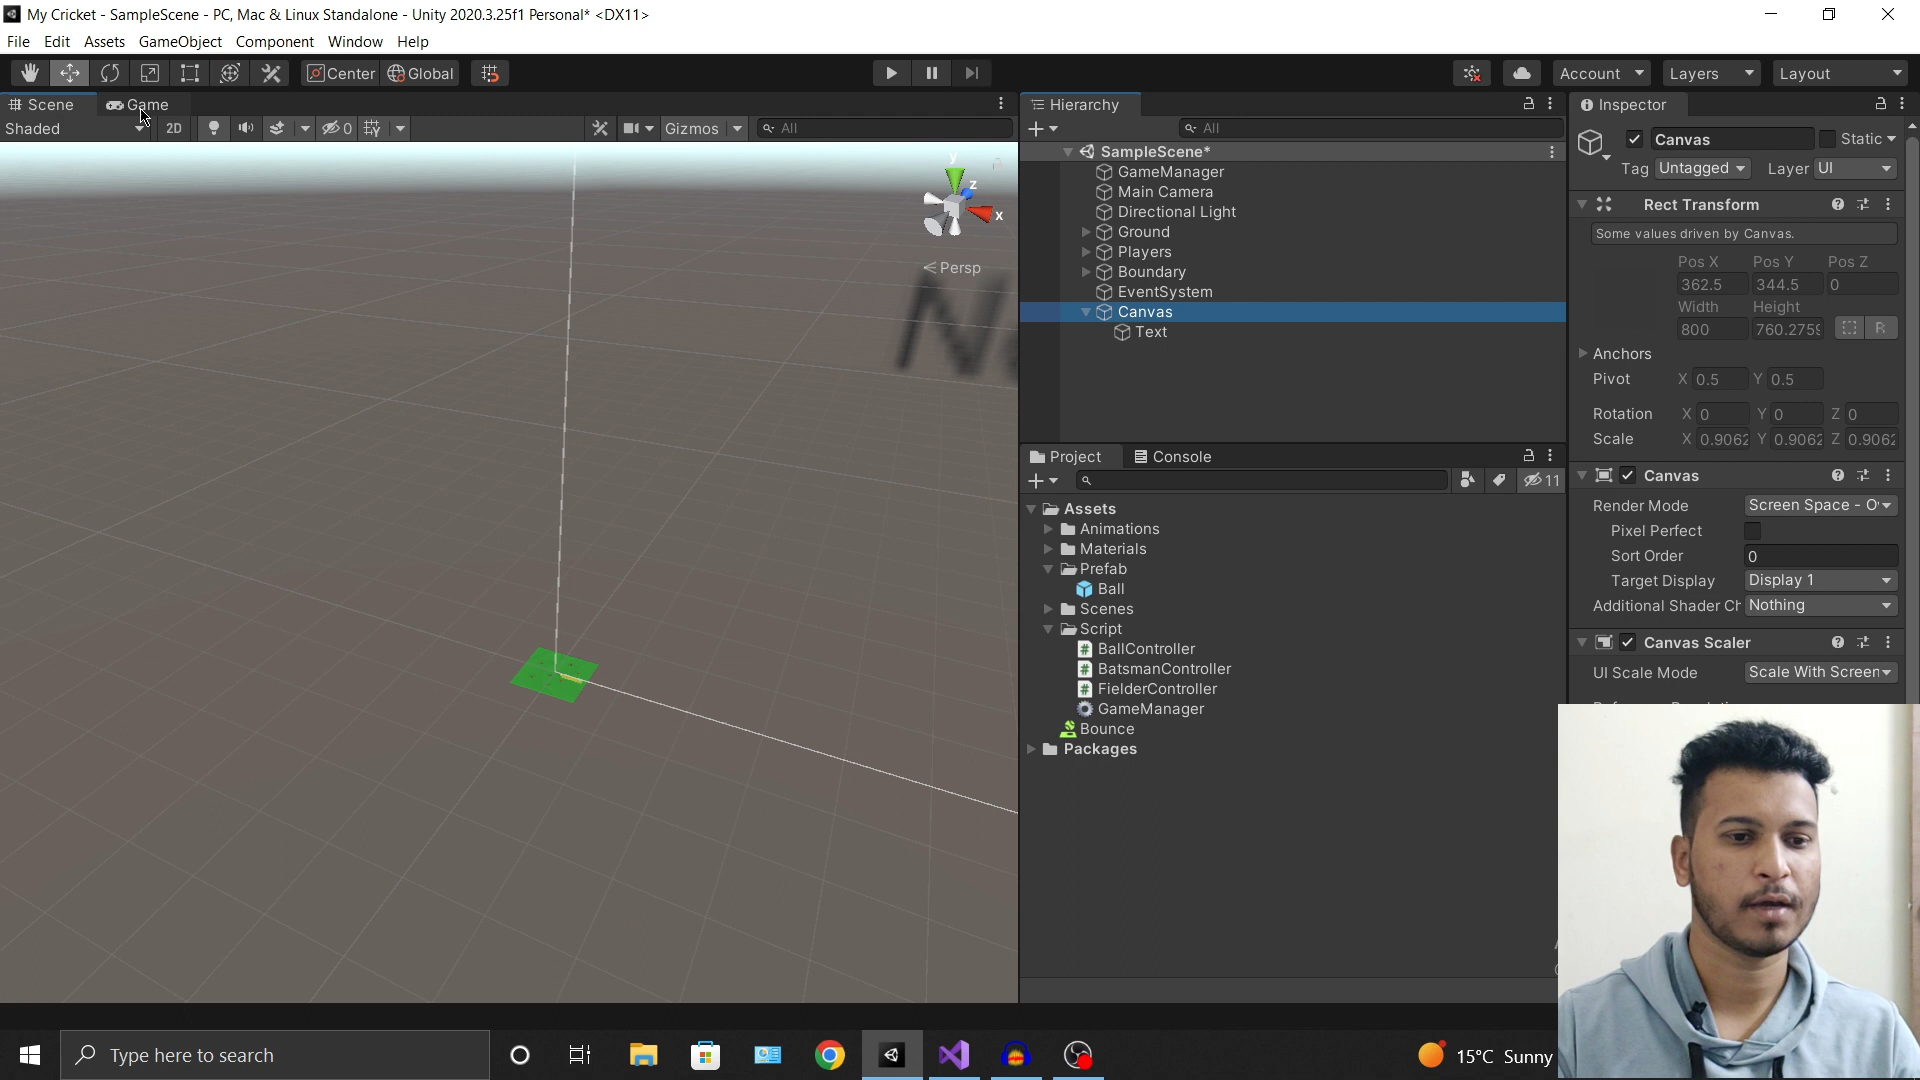 My Cricket - SampleScene - PC, Mac & Linux Standalone - Unity 2020.3.25f1 Personal* <DX11>
File Edit Assets GameObject Component Window Help
Center Global Account Layers Layout
Scene Game
Shaded 2D 0 Gizmos All
y
z
x
Persp
Hierarchy
All
SampleScene*
GameManager
Main Camera
Directional Light
Ground
Players
Boundary
EventSystem
Canvas
Text
Project Console
11
Assets
Animations
Materials
Prefab
Ball
Scenes
Script
BallController
BatsmanController
FielderController
GameManager
Bounce
Packages
Inspector
Canvas Static
Tag Untagged Layer UI
Rect Transform
Some values driven by Canvas.
Pos X Pos Y Pos Z
362.5 344.5 0
Width Height
800 760.2759 R
Anchors
Pivot X 0.5 Y 0.5
Rotation X 0 Y 0 Z 0
Scale X 0.9062 Y 0.9062 Z 0.9062
Canvas
Render Mode Screen Space - O
Pixel Perfect
Sort Order 0
Target Display Display 1
Additional Shader Ch Nothing
Canvas Scaler
UI Scale Mode Scale With Screen
Type here to search
15°C Sunny